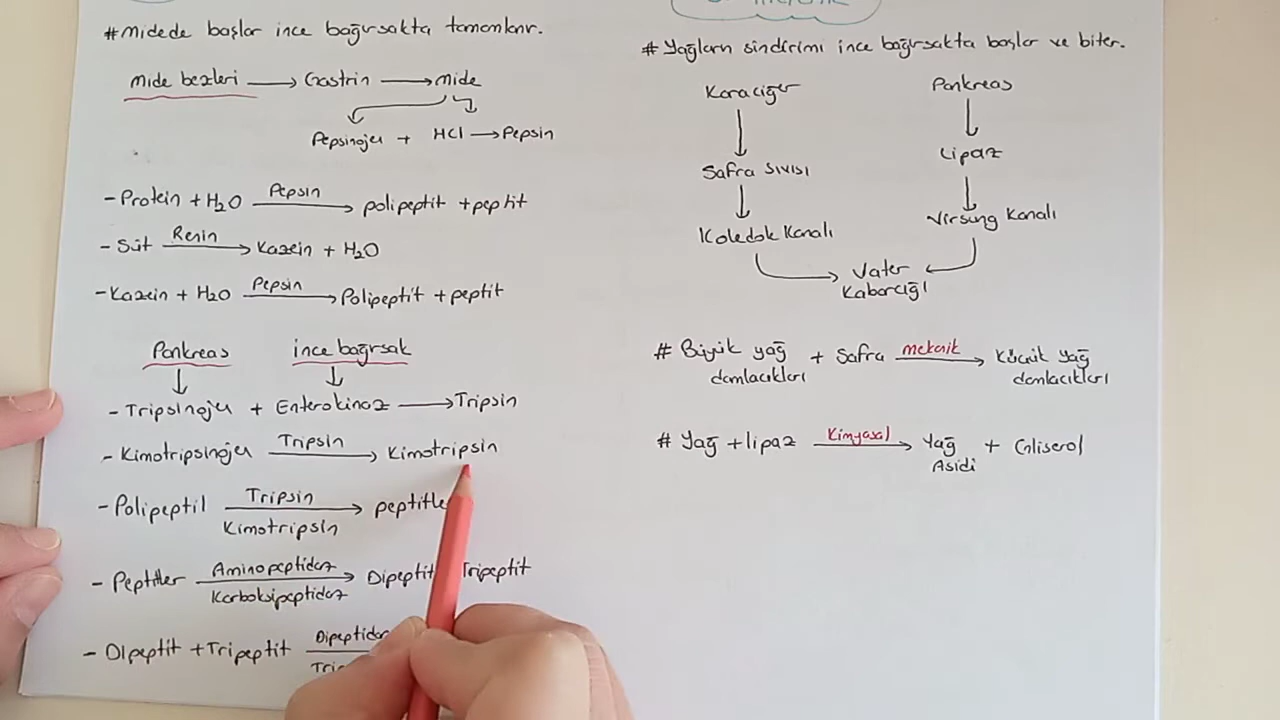 # Midede başlar ince bağırsakta tamamlanır.
Mide bezleri → Gastrin → mide
Pepsinojen + HCl → Pepsin
- Protein + H2O Pepsin → polipeptit + peptit
- Süt Renin → Kazein + H2O
- Kazein + H2O Pepsin → Polipeptit + peptit
Pankreas ince bağırsak
- Tripsinojen + Enterokinaz → Tripsin
- Kimotripsinojen Tripsin → Kimotripsin
- Polipeptil Tripsin → 
Kimotripsin
- Peptitler Aminopeptidaz → Dipeptit Tripeptit
Karboksipeptidaz
- Dipeptit + Tripeptit
# Yağların sindirimi ince bağırsakta başlar ve biter.
Karaciğer Pankreas
Safra sıvısı Lipaz
Koledok Kanalı Virsung Kanalı
Vater
Kabarcığı
# Büyük yağ + Safra mekanik → Küçük yağ
damlacıkları damlacıkları
# Yağ + lipaz Kimyasal → Yağ + Gliserol
Asidi